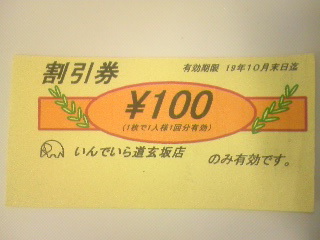 割引券
有効期限 19年10月末日迄
¥100
(1枚で1人様1回分有効)
いんでいら道玄坂店 のみ有効です。